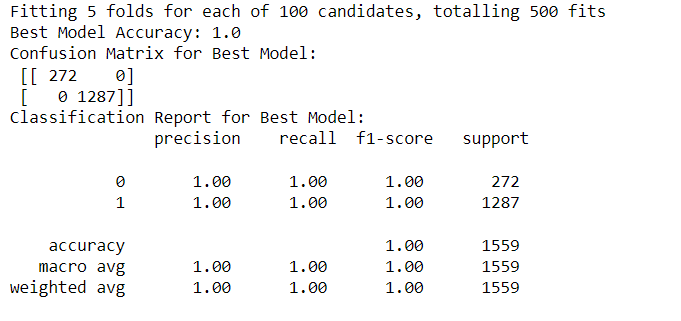 Fitting 5 folds for each of 100 candidates, totalling 500 fits
Best Model Accuracy: 1.0
Confusion Matrix for Best Model:
[[ 272    0]
[   0 1287]]
Classification Report for Best Model:
precision    recall  f1-score   support
0       1.00      1.00      1.00       272
1       1.00      1.00      1.00      1287
accuracy                           1.00      1559
macro avg       1.00      1.00      1.00      1559
weighted avg       1.00      1.00      1.00      1559